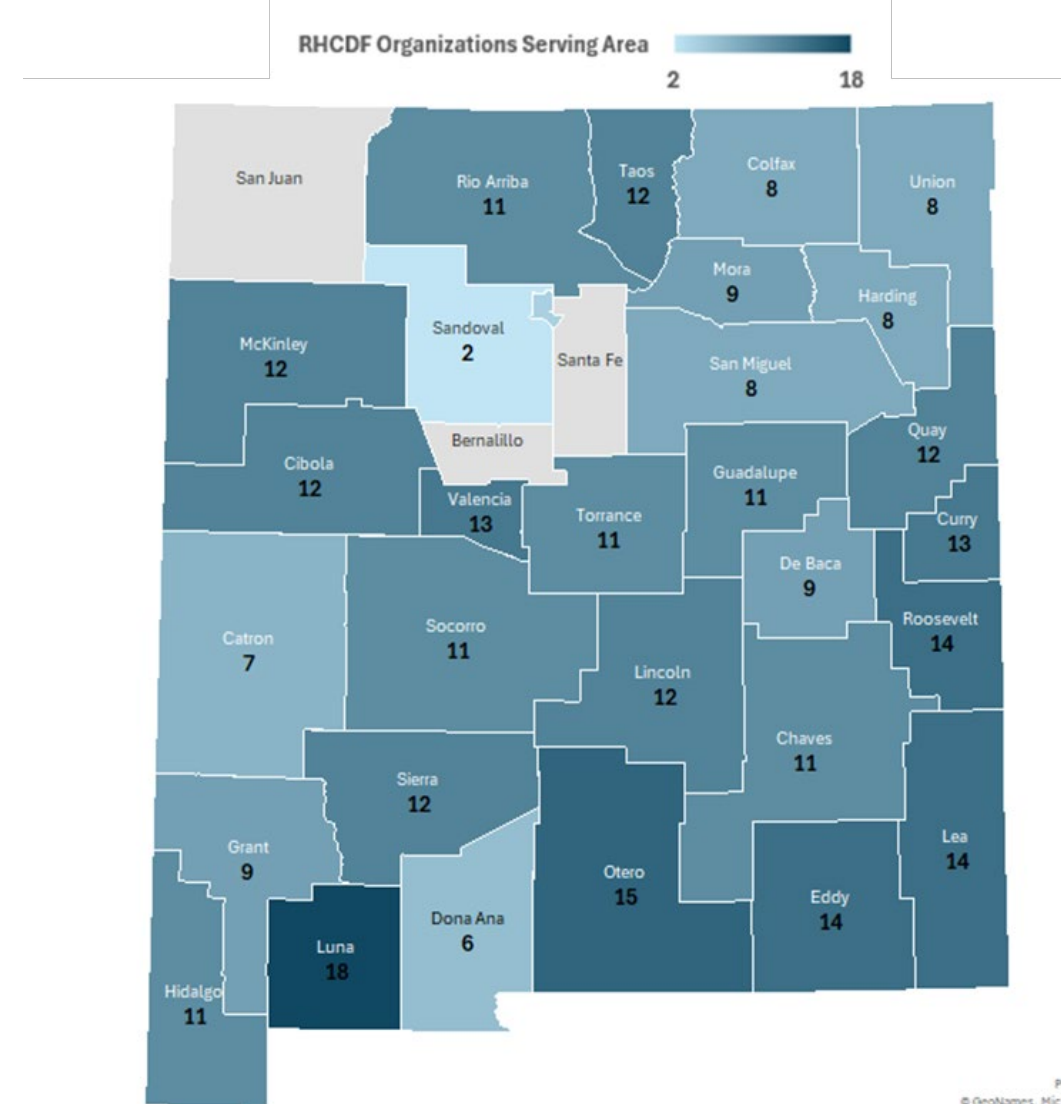 RHCDF Organizations Serving Area
2 18
San Juan
Rio Arriba
11
Taos
12
Colfax
8
Union
8
Mora
9
Harding
8
McKinley
12
Sandoval
2
Santa Fe
San Miguel
8
Bernalillo
Quay
12
Cibola
12
Valencia
13
Torrance
11
Guadalupe
11
Curry
13
De Baca
9
Roosevelt
14
Catron
7
Socorro
11
Lincoln
12
Chaves
11
Sierra
12
Grant
9
Otero
15
Lea
14
Eddy
14
Dona Ana
6
Luna
18
Hidalgo
11
© GeoNames,